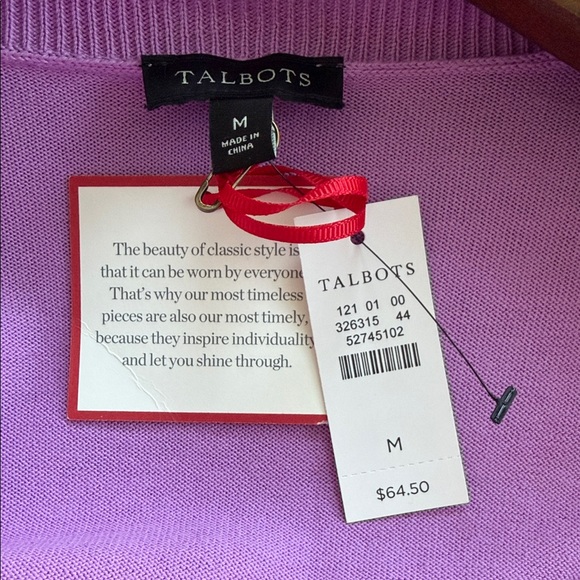 TALBOTS
M
MADE IN
CHINA
The beauty of classic style is
that it can be worn by everyone
That's why our most timeless
pieces are also our most timely,
because they inspire individuality
and let you shine through.
TALBOTS
121 01 00
326315 44
52745102
M
$64.50